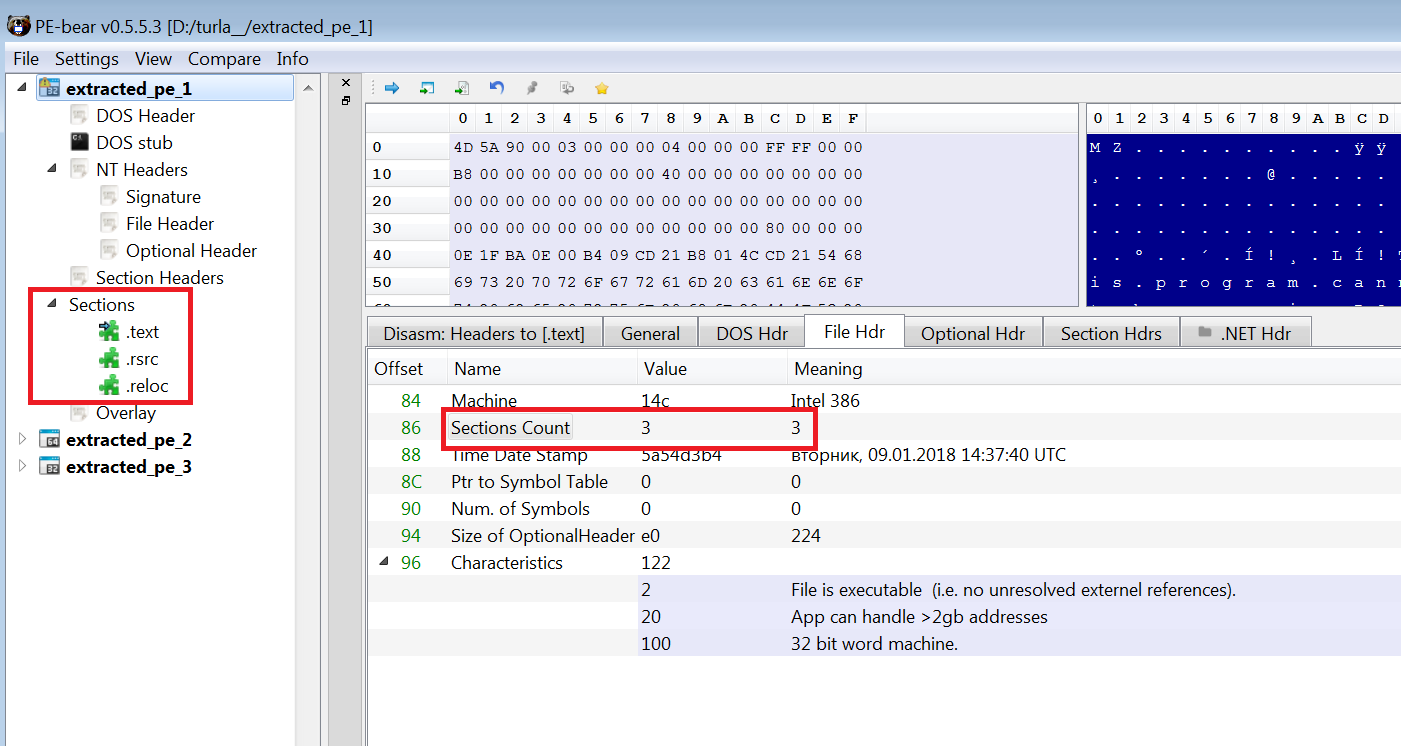 PE-bear v0.5.5.3 [D:/turla__/extracted_pe_1]
File Settings View Compare Info
extracted_pe_1
DOS Header
DOS stub
NT Headers
Signature
File Header
Optional Header
Section Headers
Sections
.text
.rsrc
.reloc
Overlay
extracted_pe_2
extracted_pe_3
0 1 2 3 4 5 6 7 8 9 A B C D E F
0 4D 5A 90 00 03 00 00 00 04 00 00 00 FF FF 00 00
10 B8 00 00 00 00 00 00 00 40 00 00 00 00 00 00 00
20 00 00 00 00 00 00 00 00 00 00 00 00 00 00 00 00
30 00 00 00 00 00 00 00 00 00 00 00 00 80 00 00 00
40 0E 1F BA 0E 00 B4 09 CD 21 B8 01 4C CD 21 54 68
50 69 73 20 70 72 6F 67 72 61 6D 20 63 61 6E 6E 6F
0 1 2 3 4 5 6 7 8 9 A B C D
M Z . . . . . . . . . . ÿ ÿ
¸ . . . . . . . @ . . . . .
. . . . . . . . . . . . . .
. . . . . . . . . . . . . .
. . º . . ´ . Í ! ¸ . L Í !
i s . p r o g r a m . c a n
Disasm: Headers to [.text] General DOS Hdr File Hdr Optional Hdr Section Hdrs .NET Hdr
Offset Name Value Meaning
84 Machine 14c Intel 386
86 Sections Count 3 3
88 Time Date Stamp 5a54d3b4 вторник, 09.01.2018 14:37:40 UTC
8C Ptr to Symbol Table 0 0
90 Num. of Symbols 0 0
94 Size of OptionalHeader e0 224
96 Characteristics 122
2 File is executable (i.e. no unresolved externel references).
20 App can handle >2gb addresses
100 32 bit word machine.